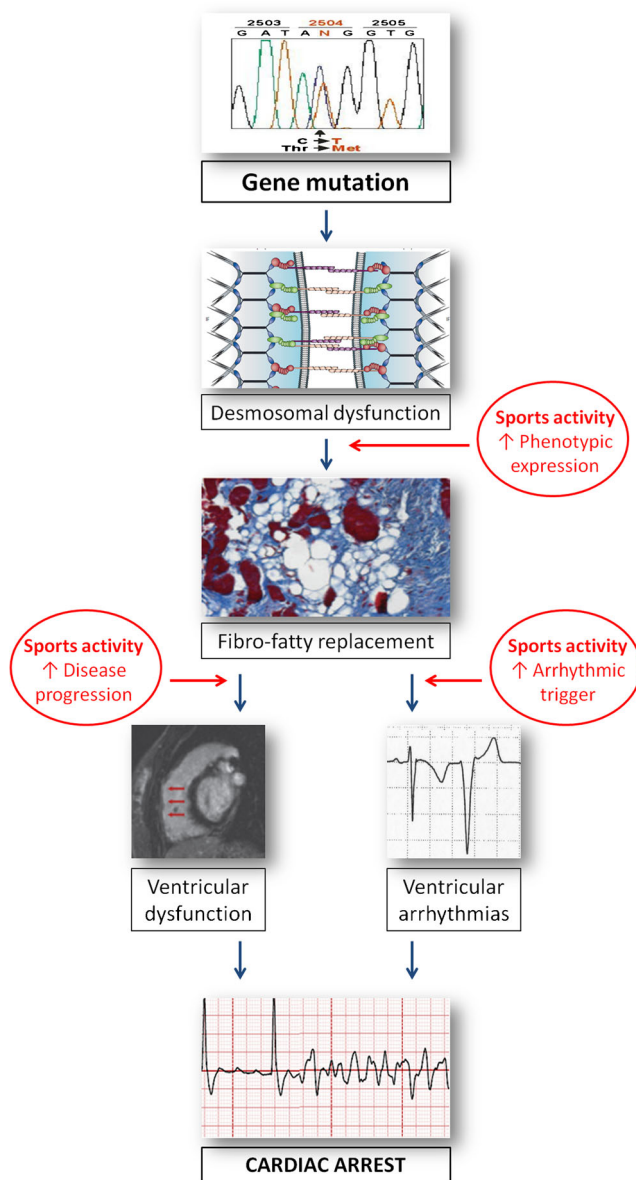 2503 2504 2505
G A T A N G G T G
C → T
Thr → Met
Gene mutation
Desmosomal dysfunction
Sports activity
↑ Phenotypic
expression
Fibro-fatty replacement
Sports activity
↑ Disease
progression
Sports activity
↑ Arrhythmic
trigger
Ventricular
dysfunction
Ventricular
arrhythmias
CARDIAC ARREST